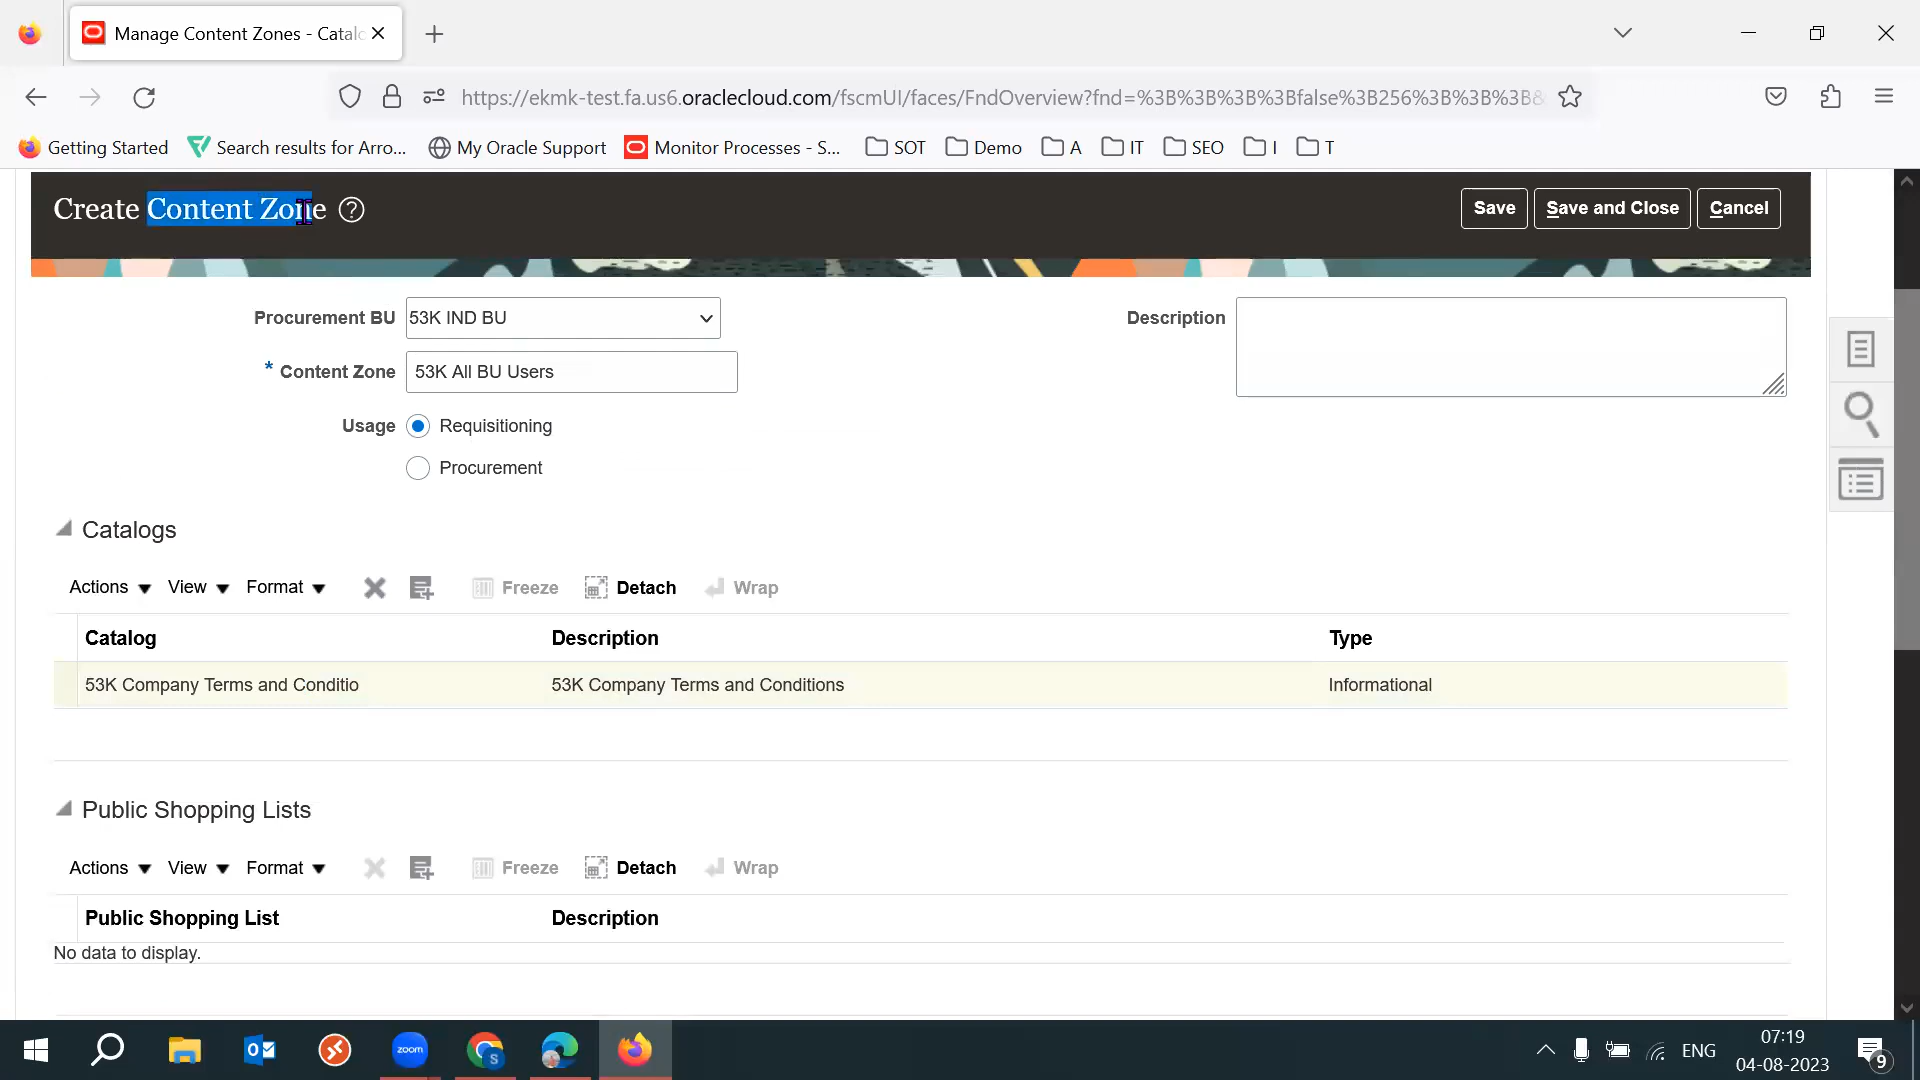 Manage Content Zones - Catalo
https://ekmk-test.fa.us6.oraclecloud.com/fscmUI/faces/FndOverview?fnd=%3B%3B%3B%3Bfalse%3B256%3B%3B%3B&
Getting Started
Search results for Arro...
My Oracle Support
Monitor Processes - S...
SOT
Demo
A
IT
SEO
I
T
Create Content Zone
Save
Save and Close
Cancel
Procurement BU
53K IND BU
Description
* Content Zone
53K All BU Users
Usage
Requisitioning
Procurement
Catalogs
Actions View Format Freeze Detach Wrap
Catalog Description Type
53K Company Terms and Conditio 53K Company Terms and Conditions Informational
Public Shopping Lists
Actions View Format Freeze Detach Wrap
Public Shopping List Description
No data to display.
zoom
S
ENG
07:19
04-08-2023
9